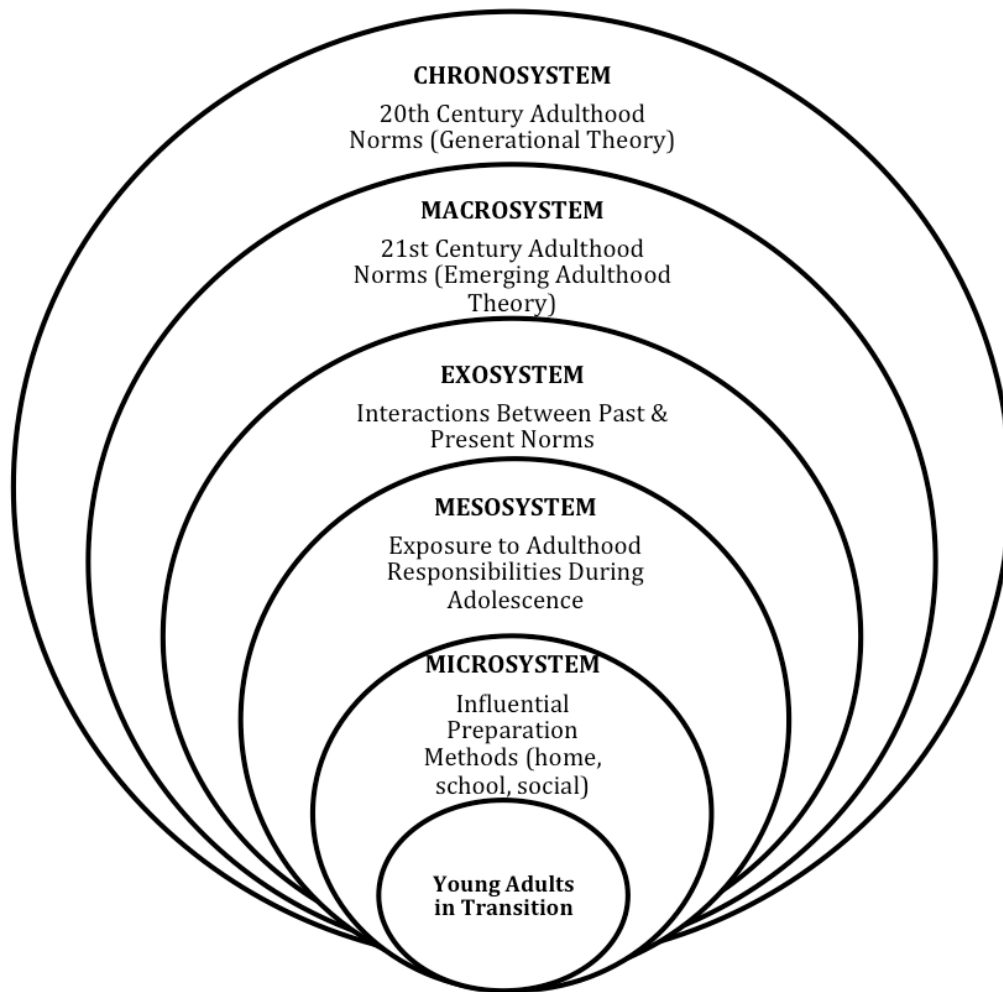 CHRONOSYSTEM
20th Century Adulthood
Norms (Generational Theory)
MACROSYSTEM
21st Century Adulthood
Norms (Emerging Adulthood
Theory)
EXOSYSTEM
Interactions Between Past &
Present Norms
MESOSYSTEM
Exposure to Adulthood
Responsibilities During
Adolescence
MICROSYSTEM
Influential
Preparation
Methods (home,
school, social)
Young Adults
in Transition